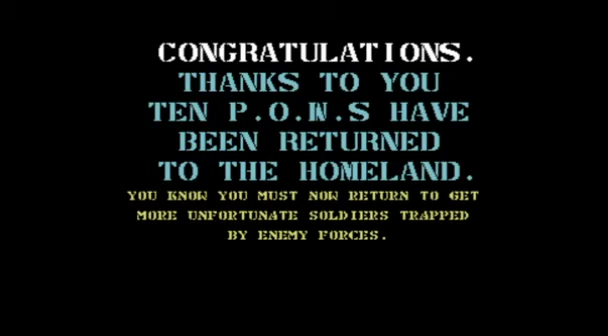 CONGRATULATIONS.
THANKS TO YOU
TEN P.O.W.S HAVE
BEEN RETURNED
TO THE HOMELAND.
YOU KNOW YOU MUST NOW RETURN TO GET
MORE UNFORTUNATE SOLDIERS TRAPPED
BY ENEMY FORCES.